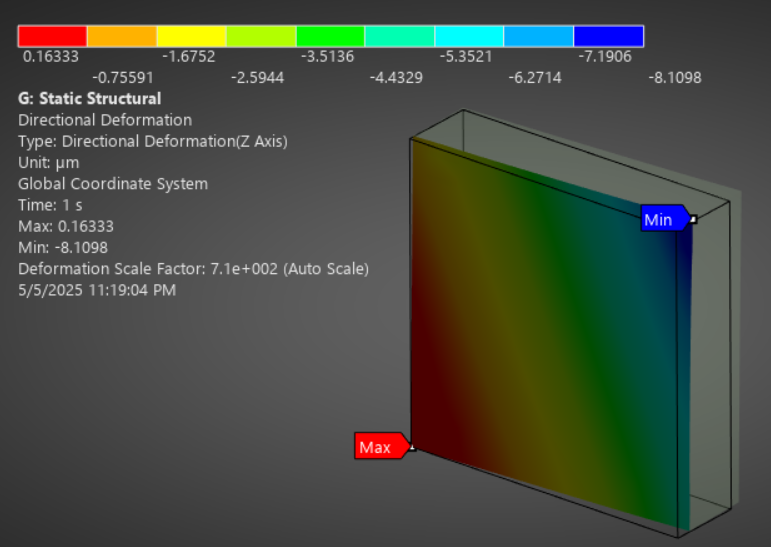 0.16333 -1.6752 -3.5136 -5.3521 -7.1906
-0.75591 -2.5944 -4.4329 -6.2714 -8.1098
G: Static Structural
Directional Deformation
Type: Directional Deformation(Z Axis)
Unit: µm
Global Coordinate System
Time: 1 s
Max: 0.16333
Min: -8.1098
Deformation Scale Factor: 7.1e+002 (Auto Scale)
5/5/2025 11:19:04 PM
Min
Max